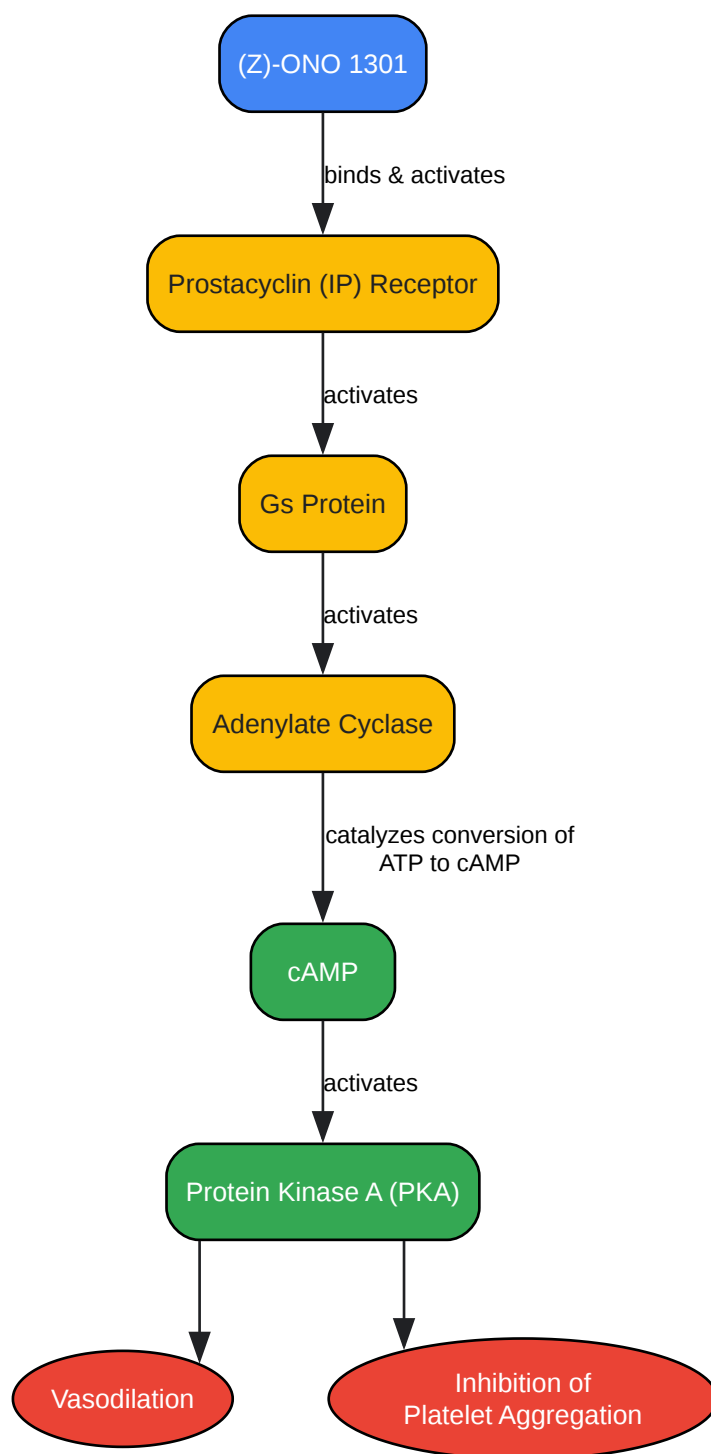 (Z)-ONO 1301
binds & activates
Prostacyclin (IP) Receptor
activates
Gs Protein
activates
Adenylate Cyclase
catalyzes conversion of
ATP to cAMP
cAMP
activates
Protein Kinase A (PKA)
Vasodilation
Inhibition of
Platelet Aggregation